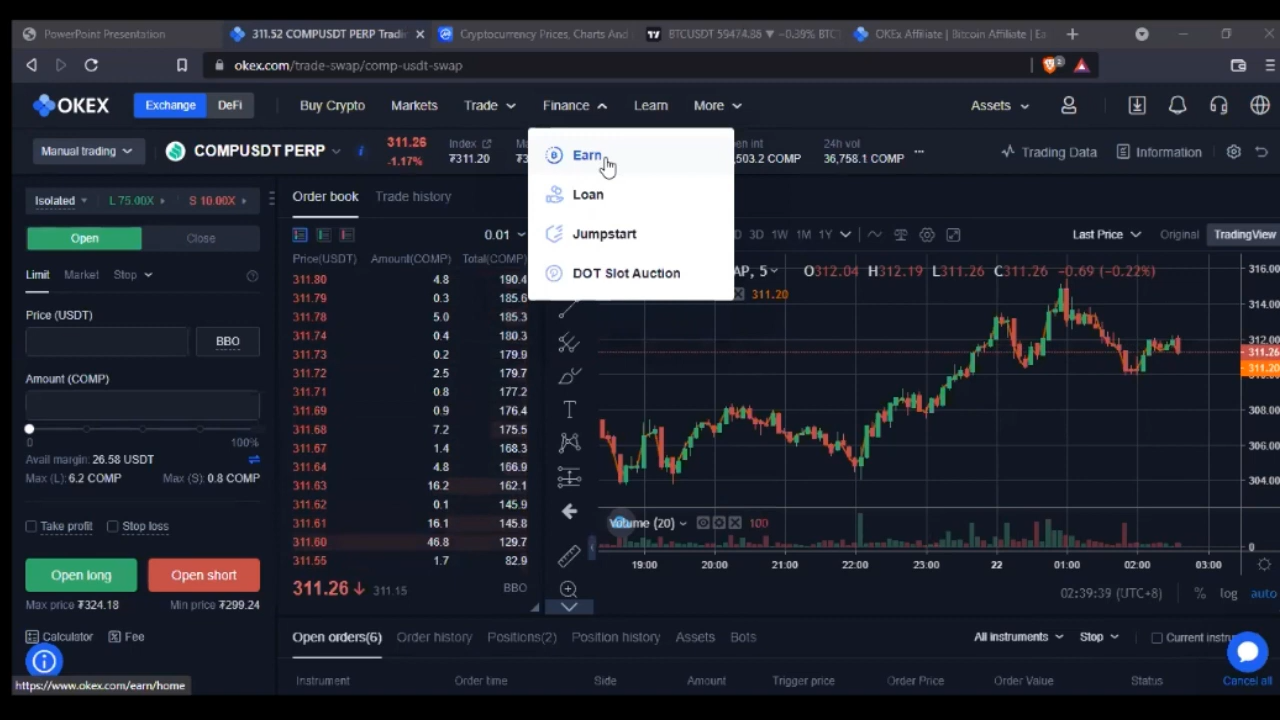 PowerPoint Presentation
311.52 COMPUSDT PERP Tradi
Cryptocurrency Prices, Charts And
BTCUSDT 59474.86 ▼ −0.39% BTC
OKEx Affiliate | Bitcoin Affiliate | Ea
okex.com/trade-swap/comp-usdt-swap
OKEX
Exchange
DeFi
Buy Crypto
Markets
Trade
Finance
Learn
More
Assets
Manual trading
COMPUSDT PERP
311.26
-1.17%
Index
₮311.20
Earn
Loan
Jumpstart
DOT Slot Auction
en int
,503.2 COMP
24h vol
36,758.1 COMP
Trading Data
Information
Isolated
L 75.00X
S 10.00X
Open
Close
Limit
Market
Stop
Price (USDT)
BBO
Amount (COMP)
0
100%
Avail margin: 26.58 USDT
Max (L): 6.2 COMP
Max (S): 0.8 COMP
Take profit
Stop loss
Open long
Open short
Max price ₮324.18
Min price ₮299.24
Calculator
Fee
https://www.okex.com/earn/home
Order book
Trade history
0.01
Price(USDT) Amount(COMP) Total(COMP)
311.80 4.8 190.4
311.79 0.3 185.6
311.78 5.0 185.3
311.74 0.4 180.3
311.73 0.2 179.9
311.72 2.5 179.7
311.71 0.8 177.2
311.69 0.9 176.4
311.68 7.2 175.5
311.67 1.4 168.3
311.64 4.8 166.9
311.63 16.2 162.1
311.62 0.1 145.9
311.61 16.1 145.8
311.60 46.8 129.7
311.55 1.7 82.9
311.26 311.15 BBO
D 3D 1W 1M 1Y
Last Price
Original
TradingView
AP, 5 O312.04 H312.19 L311.26 C311.26 −0.69 (−0.22%)
311.20
316.00
314.00
312.00
311.26
311.20
308.00
306.00
304.00
Volume (20)
100
0
19:00 20:00 21:00 22:00 23:00 22 01:00 02:00 03:00
02:39:39 (UTC+8)
% log auto
Open orders(6)
Order history
Positions(2)
Position history
Assets
Bots
All instruments
Stop
Current instru
Instrument Order time Side Amount Trigger price Order Price Order Value Status Cancel all